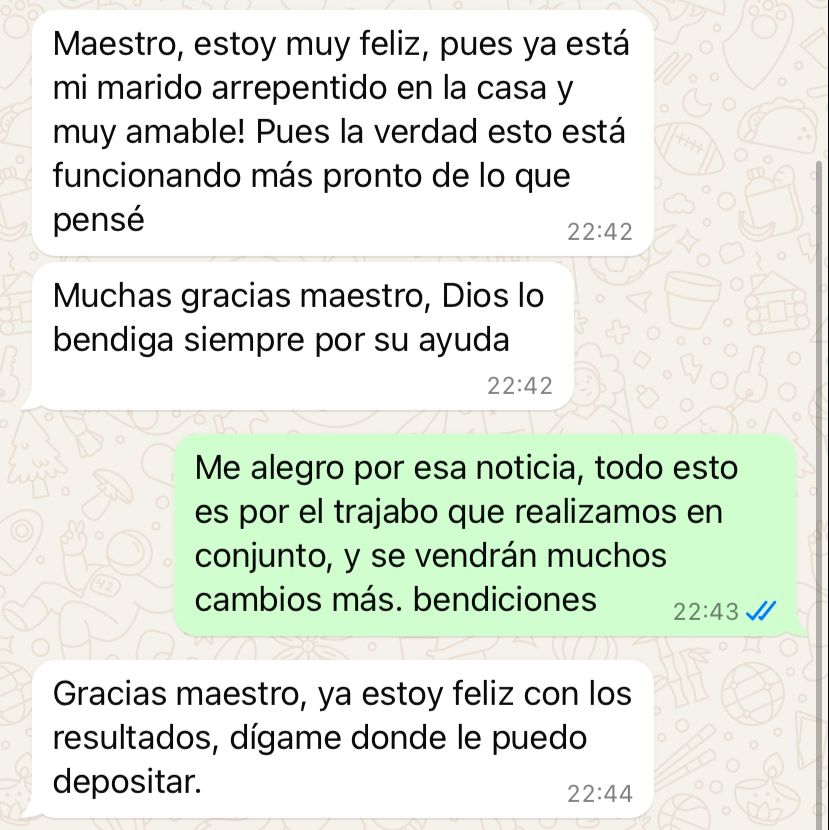 Maestro, estoy muy feliz, pues ya está
mi marido arrepentido en la casa y
muy amable! Pues la verdad esto está
funcionando más pronto de lo que
pensé
22:42
Muchas gracias maestro, Dios lo
bendiga siempre por su ayuda
22:42
Me alegro por esa noticia, todo esto
es por el trajabo que realizamos en
conjunto, y se vendrán muchos
cambios más. bendiciones
22:43
Gracias maestro, ya estoy feliz con los
resultados, dígame donde le puedo
depositar.
22:44